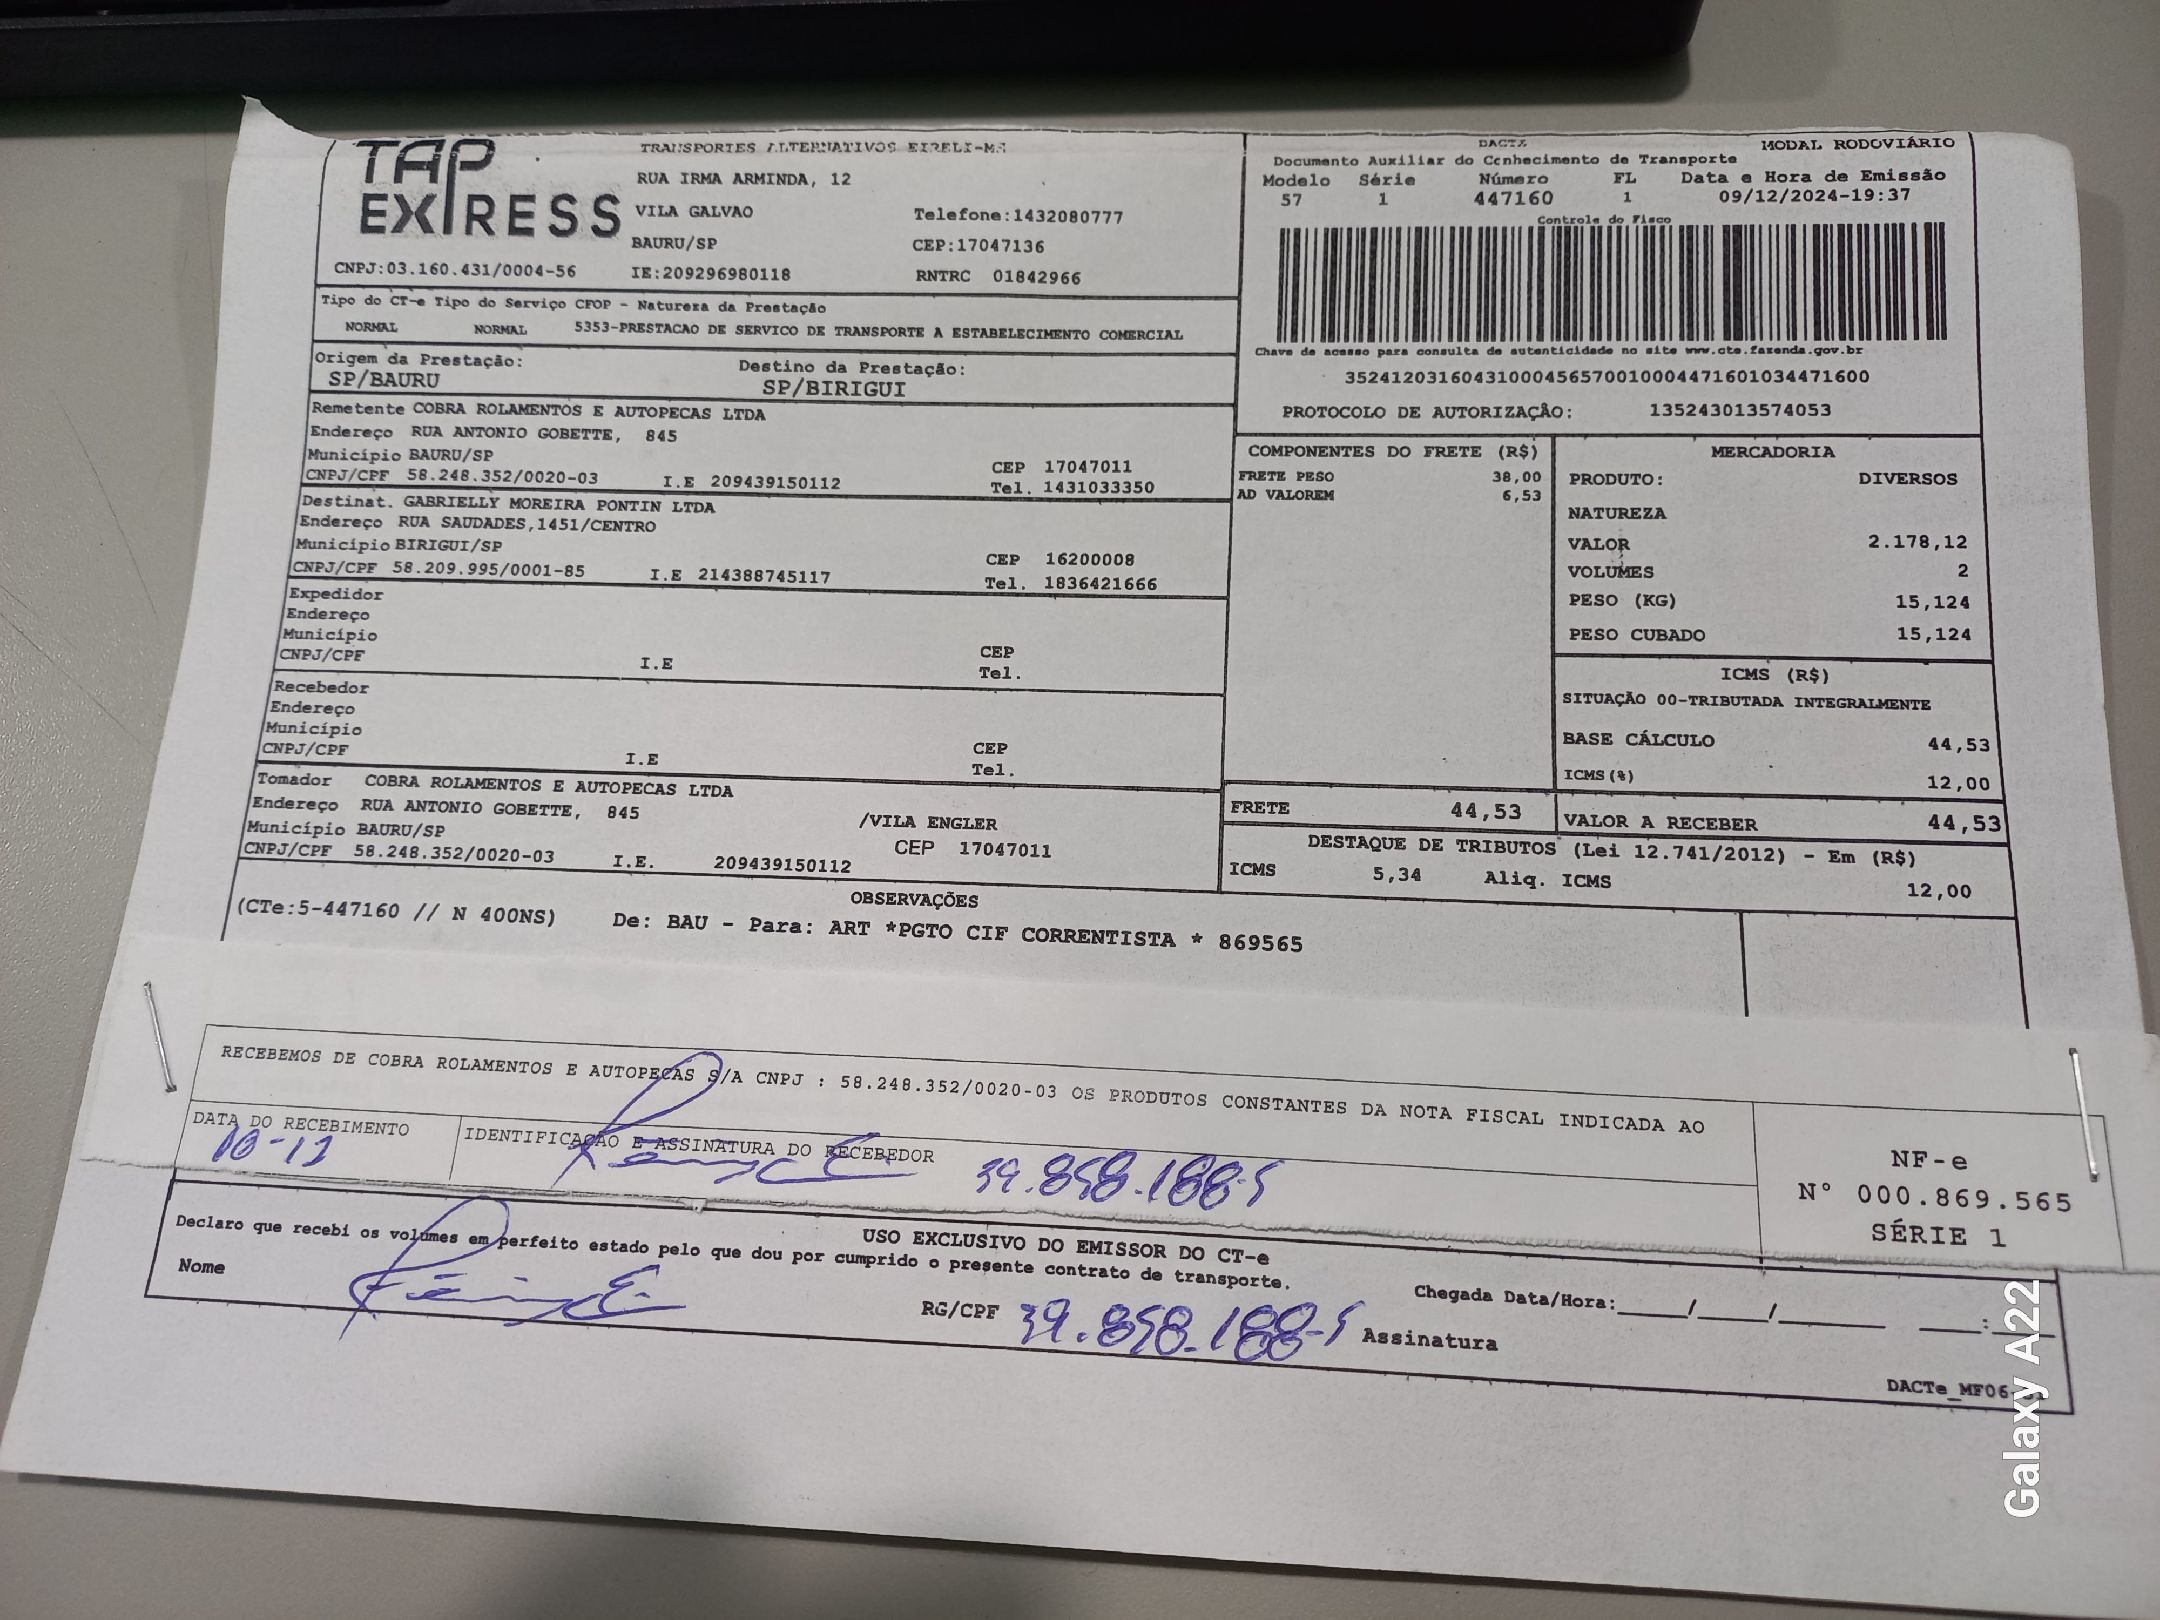 TAP EXPRESS
TRANSPORTES ALTERNATIVOS EIRELI-ME
RUA IRMA ARMINDA, 12
VILA GALVAO Telefone:1432080777
BAURU/SP CEP:17047136
CNPJ:03.160.431/0004-56 IE:209296980118 RNTRC 01842966
DACTE MODAL RODOVIÁRIO
Documento Auxiliar do Conhecimento de Transporte
Modelo Série Número FL Data e Hora de Emissão
57 1 447160 1 09/12/2024-19:37
Controle do Fisco
Chave de acesso para consulta de autenticidade no site www.cte.fazenda.gov.br
35241203160431000456570010004471601034471600
PROTOCOLO DE AUTORIZAÇÃO: 135243013574053
Tipo do CT-e Tipo do Serviço CFOP - Natureza da Prestação
NORMAL NORMAL 5353-PRESTACAO DE SERVICO DE TRANSPORTE A ESTABELECIMENTO COMERCIAL
Origem da Prestação: Destino da Prestação:
SP/BAURU SP/BIRIGUI
Remetente COBRA ROLAMENTOS E AUTOPECAS LTDA
Endereço RUA ANTONIO GOBETTE, 845
Município BAURU/SP CEP 17047011
CNPJ/CPF 58.248.352/0020-03 I.E 209439150112 Tel. 1431033350
Destinat. GABRIELLY MOREIRA PONTIN LTDA
Endereço RUA SAUDADES,1451/CENTRO
Município BIRIGUI/SP CEP 16200008
CNPJ/CPF 58.209.995/0001-85 I.E 214388745117 Tel. 1836421666
Expedidor
Endereço
Município CEP
CNPJ/CPF I.E Tel.
Recebedor
Endereço
Município CEP
CNPJ/CPF I.E Tel.
Tomador COBRA ROLAMENTOS E AUTOPECAS LTDA
Endereço RUA ANTONIO GOBETTE, 845 /VILA ENGLER
Município BAURU/SP CEP 17047011
CNPJ/CPF 58.248.352/0020-03 I.E. 209439150112
COMPONENTES DO FRETE (R$)
FRETE PESO 38,00
AD VALOREM 6,53
FRETE 44,53
MERCADORIA
PRODUTO: DIVERSOS
NATUREZA
VALOR 2.178,12
VOLUMES 2
PESO (KG) 15,124
PESO CUBADO 15,124
ICMS (R$)
SITUAÇÃO 00-TRIBUTADA INTEGRALMENTE
BASE CÁLCULO 44,53
ICMS(%) 12,00
VALOR A RECEBER 44,53
DESTAQUE DE TRIBUTOS (Lei 12.741/2012) - Em (R$)
ICMS 5,34 Aliq. ICMS 12,00
OBSERVAÇÕES
(CTe:5-447160 // N 400NS) De: BAU - Para: ART *PGTO CIF CORRENTISTA * 869565
RECEBEMOS DE COBRA ROLAMENTOS E AUTOPECAS S/A CNPJ : 58.248.352/0020-03 OS PRODUTOS CONSTANTES DA NOTA FISCAL INDICADA AO
DATA DO RECEBIMENTO IDENTIFICAÇÃO E ASSINATURA DO RECEBEDOR
39.858.188-5
NF-e
N° 000.869.565
SÉRIE 1
USO EXCLUSIVO DO EMISSOR DO CT-e
Declaro que recebi os volumes em perfeito estado pelo que dou por cumprido o presente contrato de transporte.
Nome RG/CPF 39.858.188-5 Assinatura
Chegada Data/Hora:_____/_____/_______ ____:____
DACTe_MF06
Galaxy A22